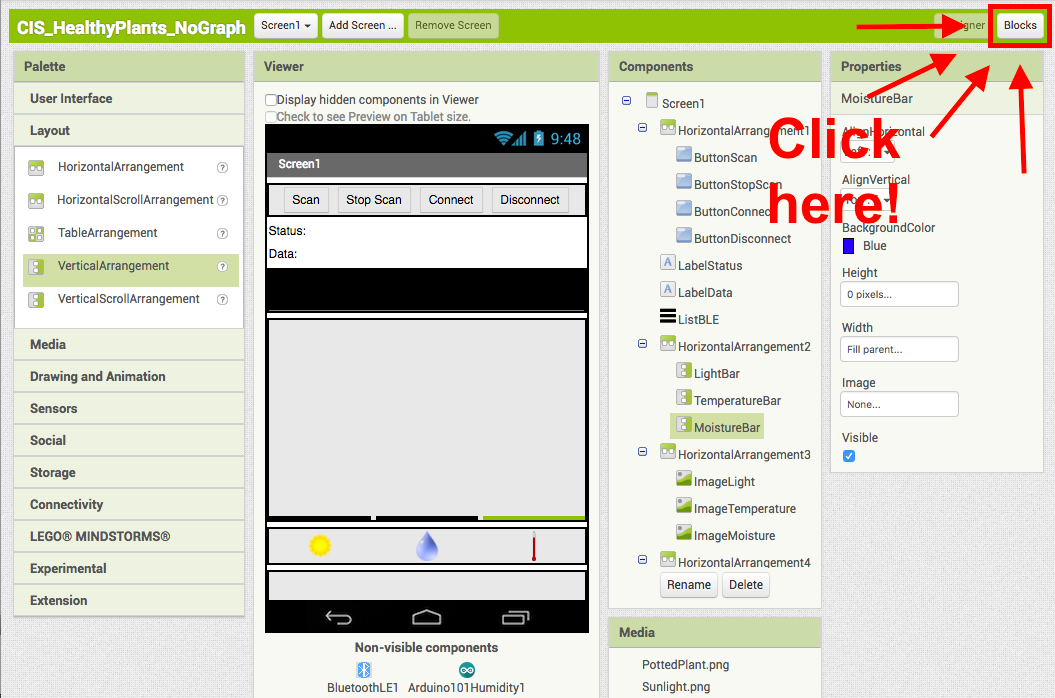 CIS_HealthyPlants_NoGraph
Screen1
Add Screen ...
Remove Screen
Blocks
Palette
User Interface
Layout
HorizontalArrangement
HorizontalScrollArrangement
TableArrangement
VerticalArrangement
VerticalScrollArrangement
Media
Drawing and Animation
Sensors
Social
Storage
Connectivity
LEGO® MINDSTORMS®
Experimental
Extension
Viewer
Display hidden components in Viewer
Check to see Preview on Tablet size.
9:48
Screen1
Scan
Stop Scan
Connect
Disconnect
Status:
Data:
Non-visible components
BluetoothLE1
Arduino101Humidity1
Components
Screen1
HorizontalArrangement1
ButtonScan
ButtonStopScan
ButtonConnect
ButtonDisconnect
LabelStatus
LabelData
ListBLE
HorizontalArrangement2
LightBar
TemperatureBar
MoistureBar
HorizontalArrangement3
ImageLight
ImageTemperature
ImageMoisture
HorizontalArrangement4
Rename
Delete
Media
PottedPlant.png
Sunlight.png
Properties
MoistureBar
AlignHorizontal
AlignVertical
BackgroundColor
Blue
Height
0 pixels...
Width
Fill parent...
Image
None...
Visible
Click
here!